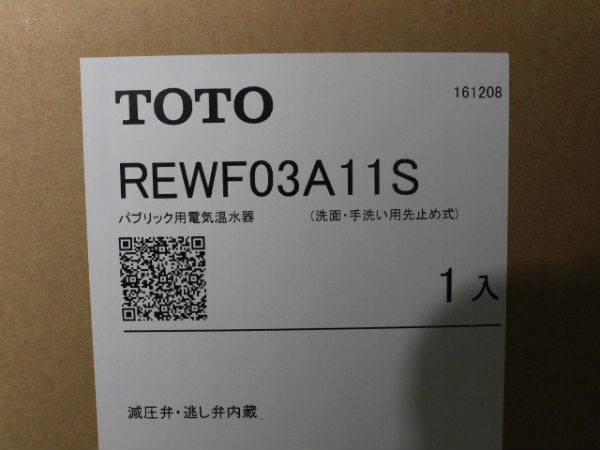 TOTO 161208
REWF03A11S
パブリック用電気温水器 (洗面・手洗い用先止め式)
1入
減圧弁・逃し弁内蔵